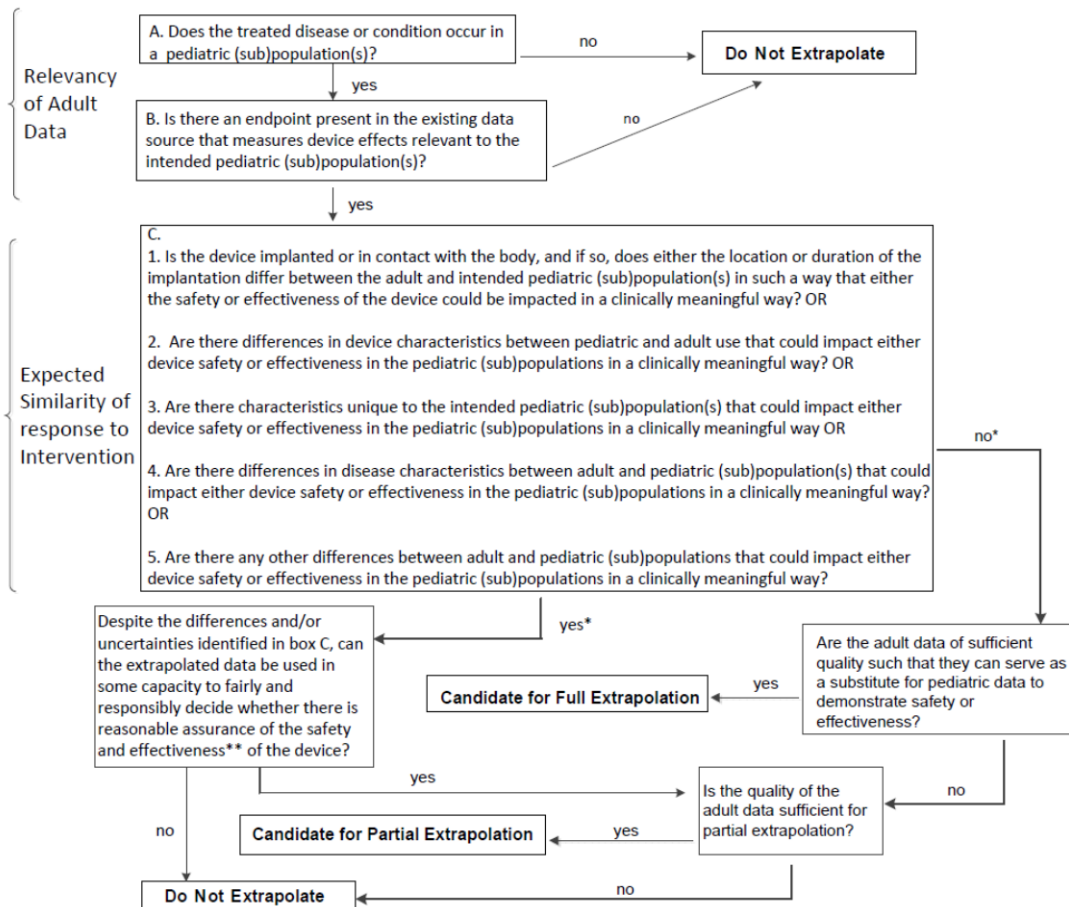 A. Does the treated disease or condition occur in
a pediatric (sub)population(s)?
no
Do Not Extrapolate
Relevancy
of Adult
Data
yes
B. Is there an endpoint present in the existing data
source that measures device effects relevant to the
intended pediatric (sub)population(s)?
no
yes
C.
1. Is the device implanted or in contact with the body, and if so, does either the location or duration of the
implantation differ between the adult and intended pediatric (sub)population(s) in such a way that either
the safety or effectiveness of the device could be impacted in a clinically meaningful way? OR
2. Are there differences in device characteristics between pediatric and adult use that could impact either
device safety or effectiveness in the pediatric (sub)populations in a clinically meaningful way? OR
3. Are there characteristics unique to the intended pediatric (sub)population(s) that could impact either
device safety or effectiveness in the pediatric (sub)populations in a clinically meaningful way OR
4. Are there differences in disease characteristics between adult and pediatric (sub)population(s) that could
impact either device safety or effectiveness in the pediatric (sub)populations in a clinically meaningful way?
OR
5. Are there any other differences between adult and pediatric (sub)populations that could impact either
device safety or effectiveness in the pediatric (sub)populations in a clinically meaningful way?
Expected
Similarity of
response to
Intervention
no*
yes*
Despite the differences and/or
uncertainties identified in box C, can
the extrapolated data be used in
some capacity to fairly and
responsibly decide whether there is
reasonable assurance of the safety
and effectiveness** of the device?
Are the adult data of sufficient
quality such that they can serve as
a substitute for pediatric data to
demonstrate safety or
effectiveness?
yes
Candidate for Full Extrapolation
no
yes
Is the quality of the
adult data sufficient for
partial extrapolation?
yes
Candidate for Partial Extrapolation
no
no
Do Not Extrapolate